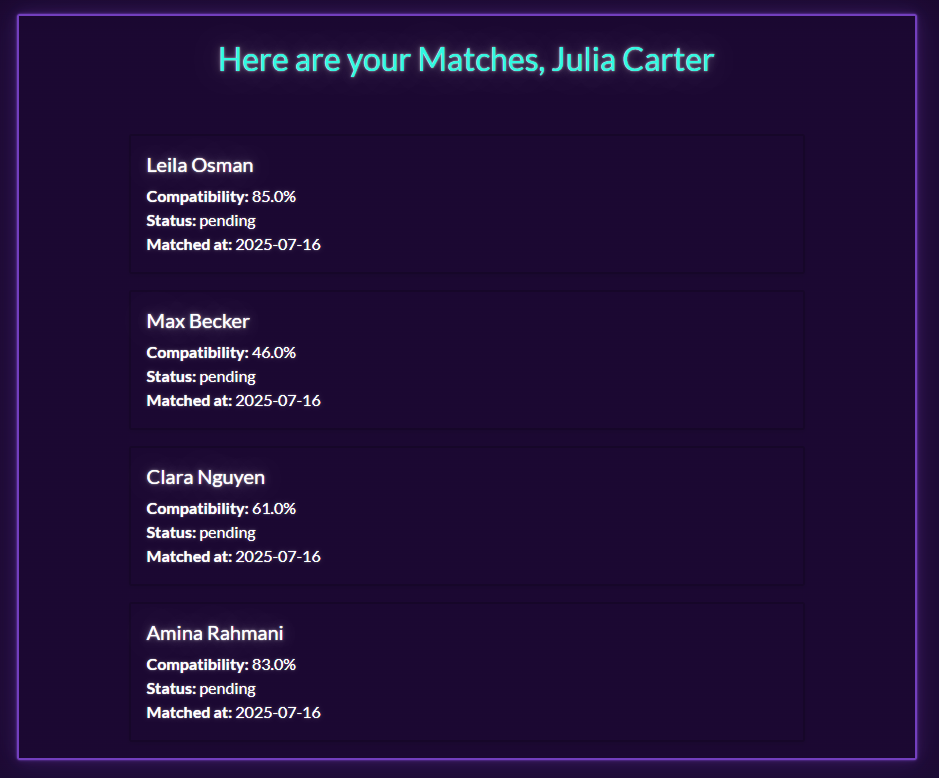 Here are your Matches, Julia Carter
Leila Osman
Compatibility: 85.0%
Status: pending
Matched at: 2025-07-16
Max Becker
Compatibility: 46.0%
Status: pending
Matched at: 2025-07-16
Clara Nguyen
Compatibility: 61.0%
Status: pending
Matched at: 2025-07-16
Amina Rahmani
Compatibility: 83.0%
Status: pending
Matched at: 2025-07-16